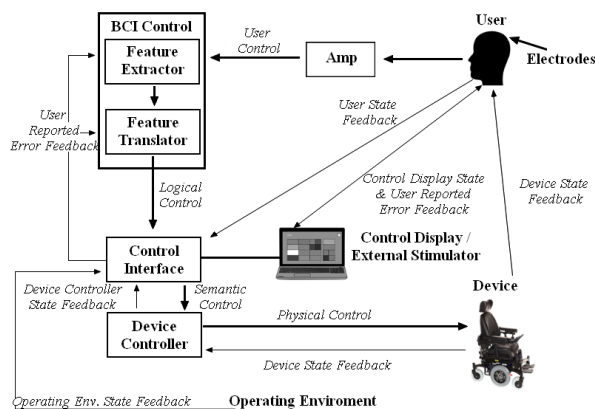 BCI Control
Feature
Extractor
Feature
Translator
User
Control
Amp
User
Electrodes
User
Reported
Error Feedback
User State
Feedback
Logical
Control
Control Display State
& User Reported
Error Feedback
Device State
Feedback
Control
Interface
Control Display /
External Stimulator
Device Controller
State Feedback
Semantic
Control
Device
Device
Controller
Physical Control
Device State Feedback
Operating Env. State Feedback
Operating Enviroment